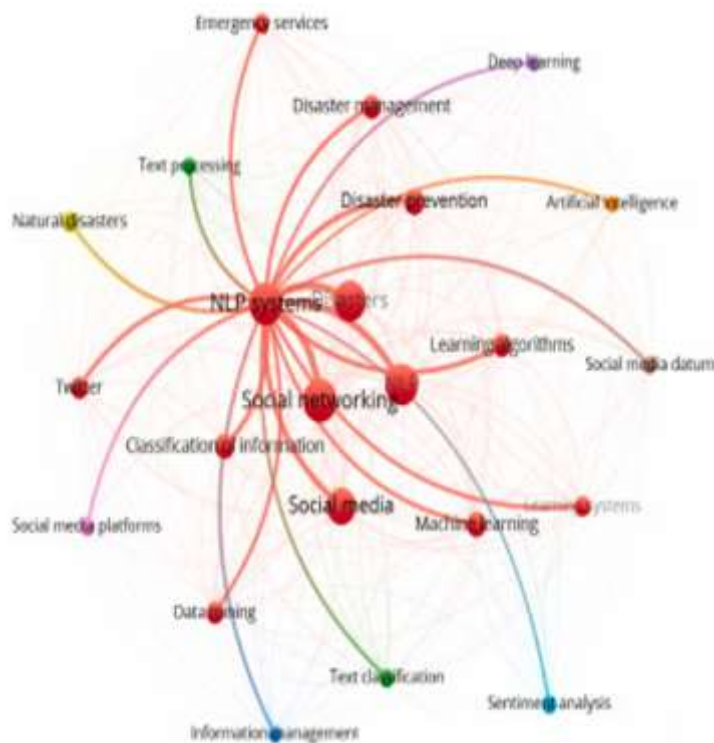 Emergency services
Deep learning
Disaster management
Text processing
Disaster prevention
Artificial intelligence
Natural disasters
NLP systems
Disasters
Learning algorithms
Social media datum
Twitter
Social networking
Classification of information
Social media
Learning systems
Machine learning
Social media platforms
Data mining
Text classification
Sentiment analysis
Information management